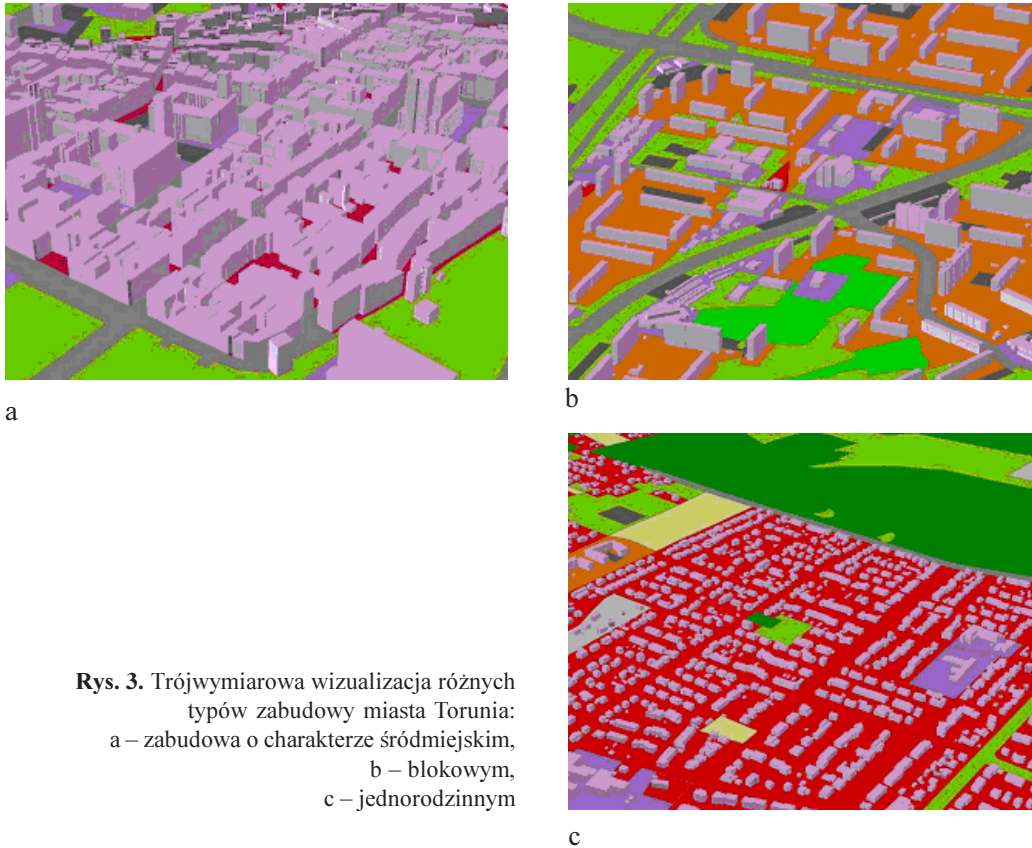 a
b
Rys. 3. Trójwymiarowa wizualizacja różnych
typów zabudowy miasta Torunia:
a – zabudowa o charakterze śródmiejskim,
b – blokowym,
c – jednorodzinnym
c